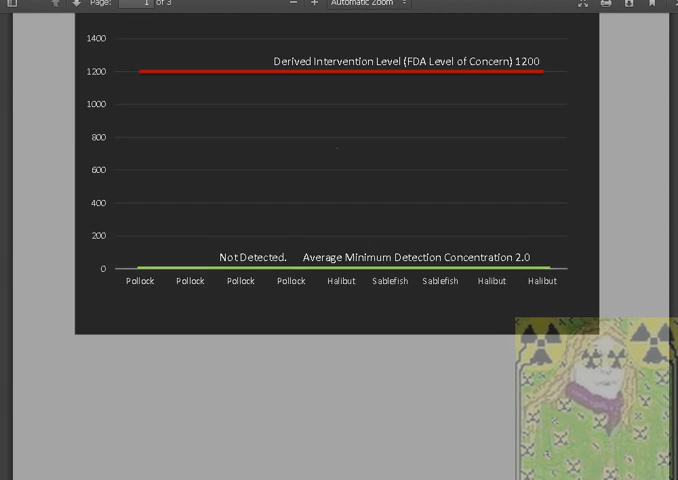 Page: 1 of 3 Automatic Zoom
1400
Derived Intervention Level (FDA Level of Concern) 1200
1200
1000
800
600
400
200
Not Detected. Average Minimum Detection Concentration 2.0
0
Pollock Pollock Pollock Pollock Halibut Sablefish Sablefish Halibut Halibut